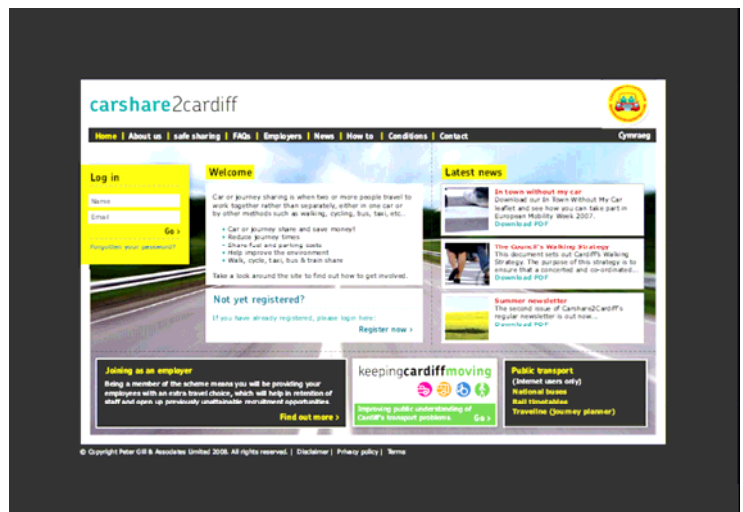 carshare2cardiff
Home | About us | safe sharing | FAQs | Employers | News | How to | Conditions | Contact
Cymraeg
Log in
Name
Email
Go ›
Forgotten your password?
Welcome
Car or journey sharing is when two or more people travel to
work together rather than separately, either in one car or
by other methods such as walking, cycling, bus, taxi, etc..
• Car or journey share and save money!
• Reduce journey times
• Share fuel and parking costs
• Help improve the environment
• Walk, cycle, taxi, bus & train share
Take a look around the site to find out how to get involved.
Not yet registered?
If you have already registered, please login here:
Register now ›
Latest news
In town without my car
Download our In Town Without My Car
leaflet and see how you can take part in
European Mobility Week 2007.
Download PDF
The Council's Walking Strategy
This document sets out Cardiff's Walking
Strategy. The purpose of this strategy is to
ensure that a concerted and co-ordinated...
Download PDF
Summer newsletter
The second issue of Carshare2Cardiff's
regular newsletter is out now...
Download PDF
Joining as an employer
Being a member of the scheme means you will be providing your
employees with an extra travel choice, which will help in retention of
staff and open up previously unattainable recruitment opportunities.
Find out more ›
keepingcardiffmoving
Improving public understanding of
Cardiff's transport problems.
Go ›
Public transport
(Internet users only)
National buses
Rail timetables
Traveline (journey planner)
© Copyright Peter Gill & Associates Limited 2008. All rights reserved. | Disclaimer | Privacy policy | Terms